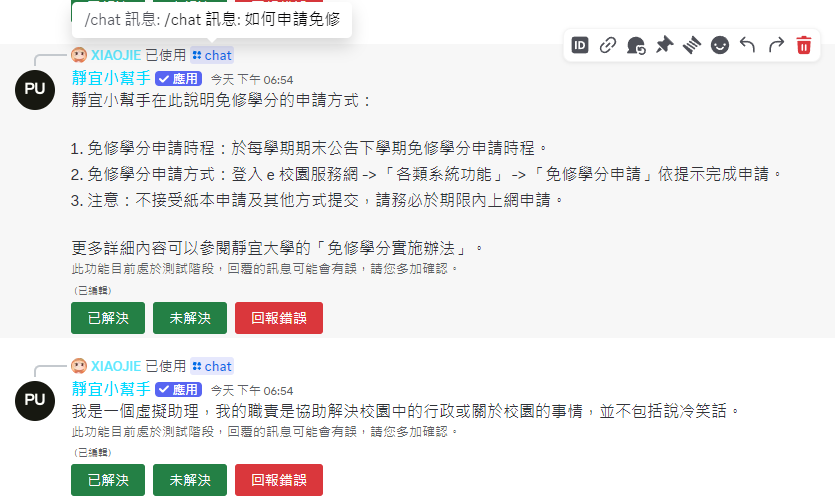 /chat 訊息: /chat 訊息: 如何申請免修
XIAOJIE 已使用 chat
ID
PU
靜宜小幫手 應用 今天 下午 06:54
靜宜小幫手在此說明免修學分的申請方式：
1. 免修學分申請時程：於每學期期末公告下學期免修學分申請時程。
2. 免修學分申請方式：登入 e 校園服務網 ->「各類系統功能」 ->「免修學分申請」依提示完成申請。
3. 注意：不接受紙本申請及其他方式提交，請務必於期限內上網申請。
更多詳細內容可以參閱靜宜大學的「免修學分實施辦法」。
此功能目前處於測試階段，回覆的訊息可能會有誤，請您多加確認。
(已編輯)
已解決 未解決 回報錯誤
XIAOJIE 已使用 chat
PU
靜宜小幫手 應用 今天 下午 06:54
我是一個虛擬助理，我的職責是協助解決校園中的行政或關於校園的事情，並不包括說冷笑話。
此功能目前處於測試階段，回覆的訊息可能會有誤，請您多加確認。
(已編輯)
已解決 未解決 回報錯誤